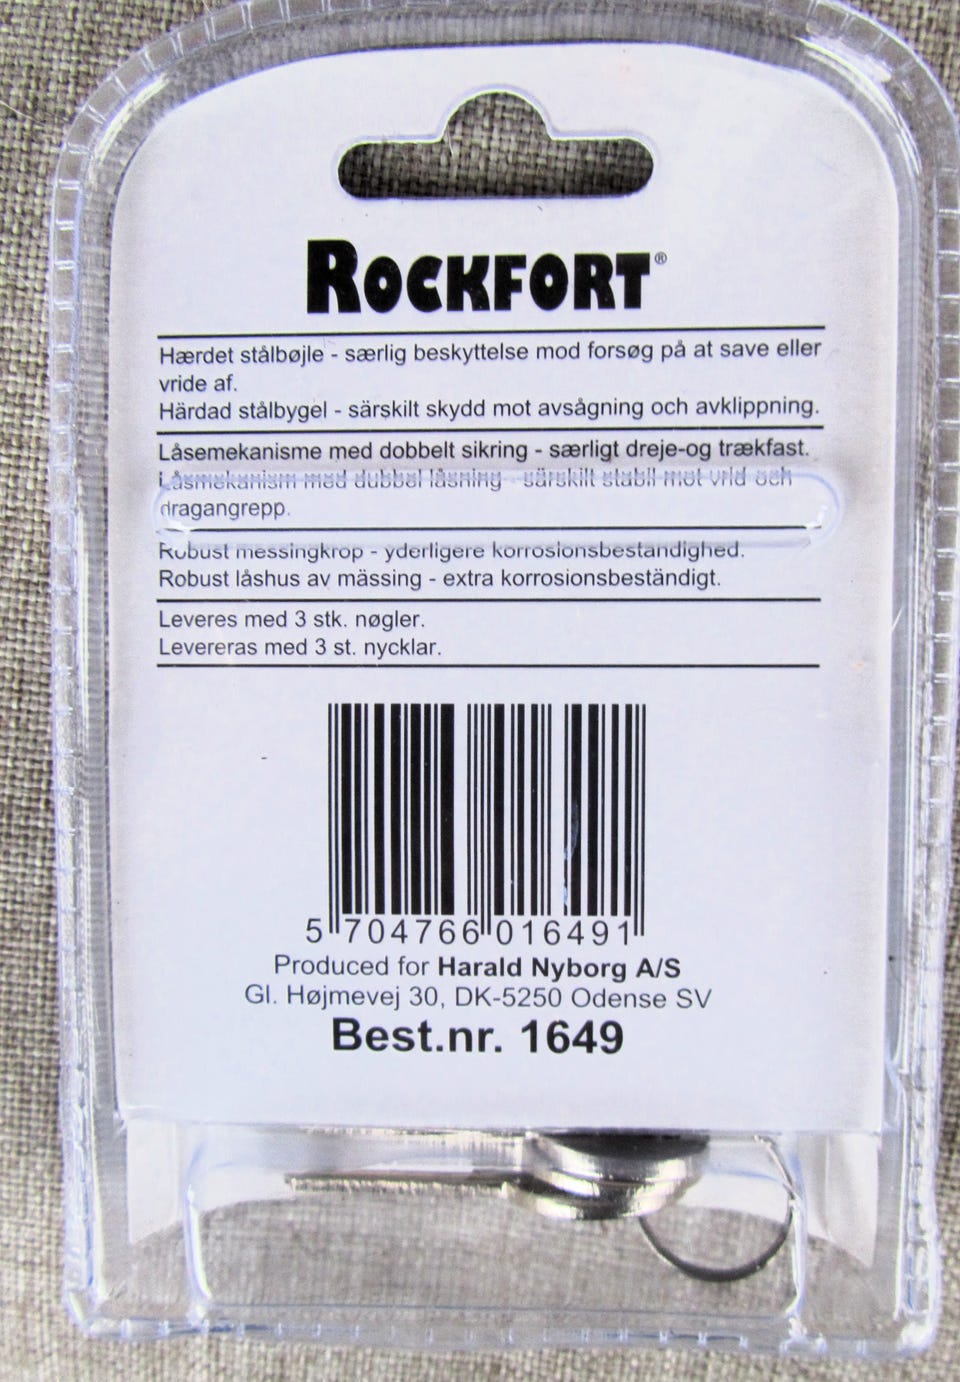 ROCKFORT®
Hærdet stålbøjle - særlig beskyttelse mod forsøg på at save eller
vride af.
Härdad stålbygel - särskilt skydd mot avsågning och avklippning.
Låsemekanisme med dobbelt sikring - særligt dreje-og trækfast.
Låsmekanism med dubbel låsning - särskilt stabil mot vrid och
dragangrepp.
Robust messingkrop - yderligere korrosionsbestandighed.
Robust låshus av mässing - extra korrosionsbeständigt.
Leveres med 3 stk. nøgler.
Levereras med 3 st. nycklar.
5 704766 016491
Produced for Harald Nyborg A/S
Gl. Højmevej 30, DK-5250 Odense SV
Best.nr. 1649